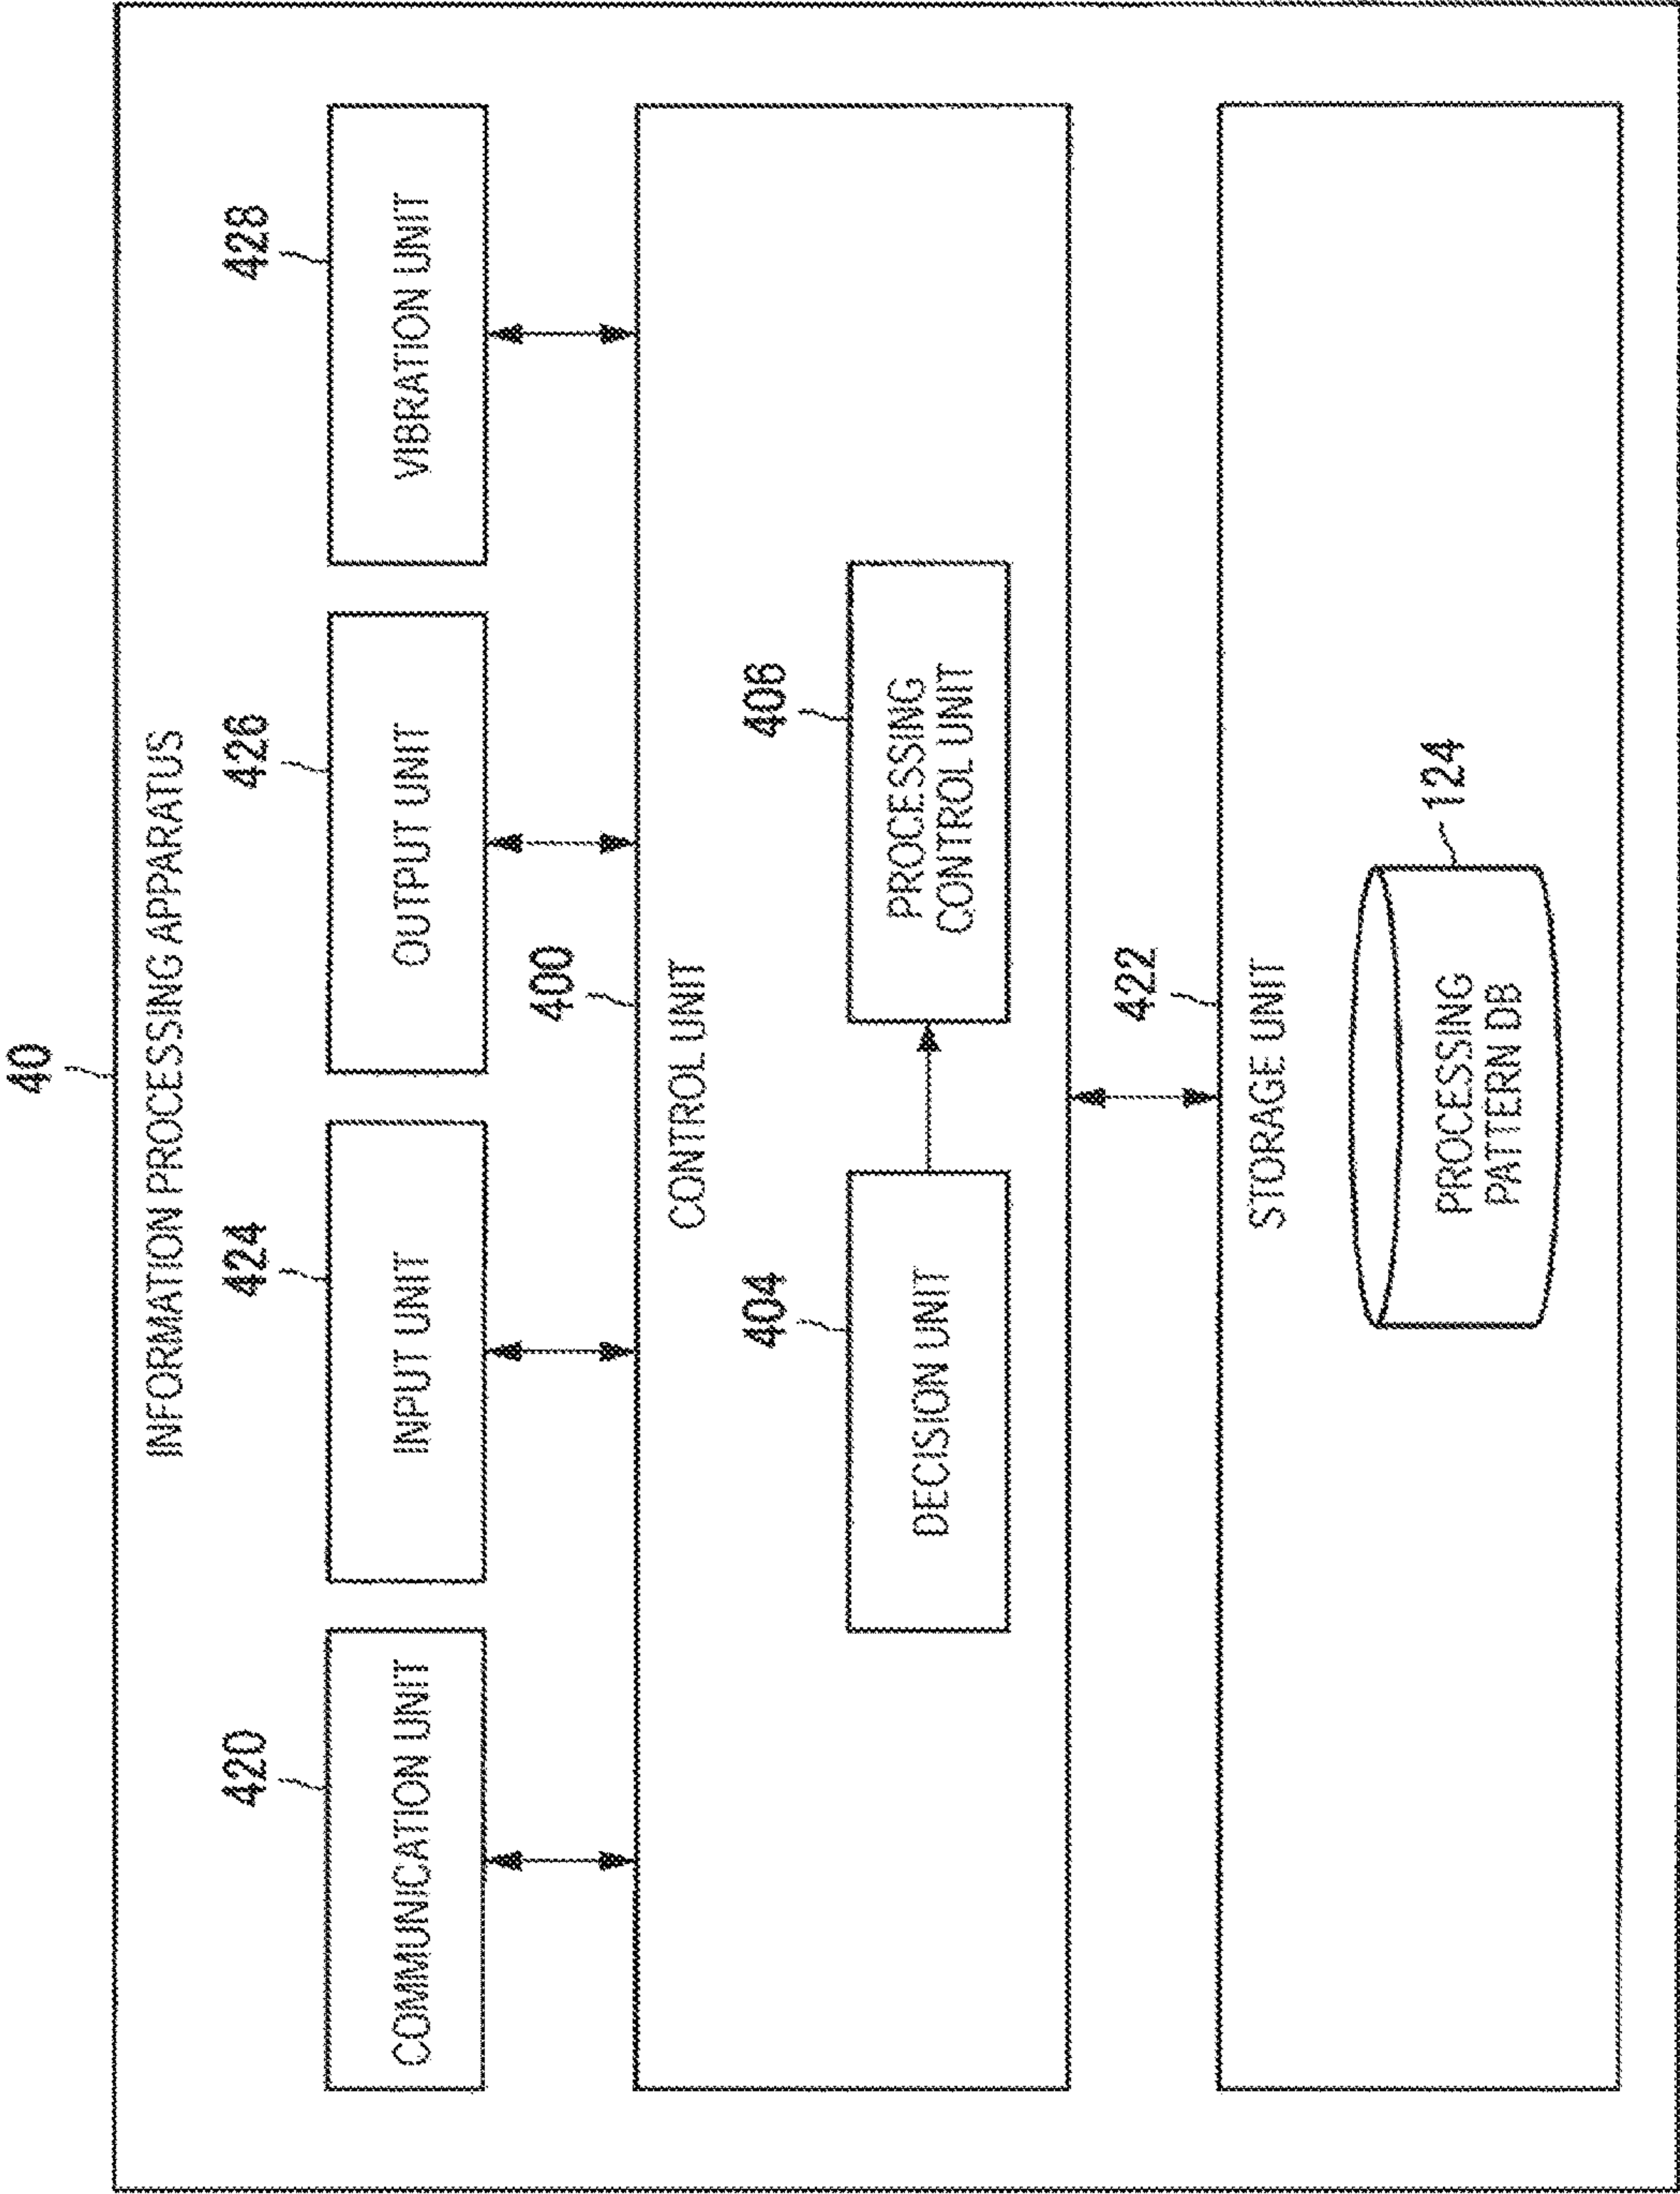 40
INFORMATION PROCESSING APPARATUS
420
424
426
428
COMMUNICATION UNIT
INPUT UNIT
OUTPUT UNIT
VIBRATION UNIT
400
CONTROL UNIT
404
406
DECISION UNIT
PROCESSING
CONTROL UNIT
422
STORAGE UNIT
124
PROCESSING
PATTERN DB